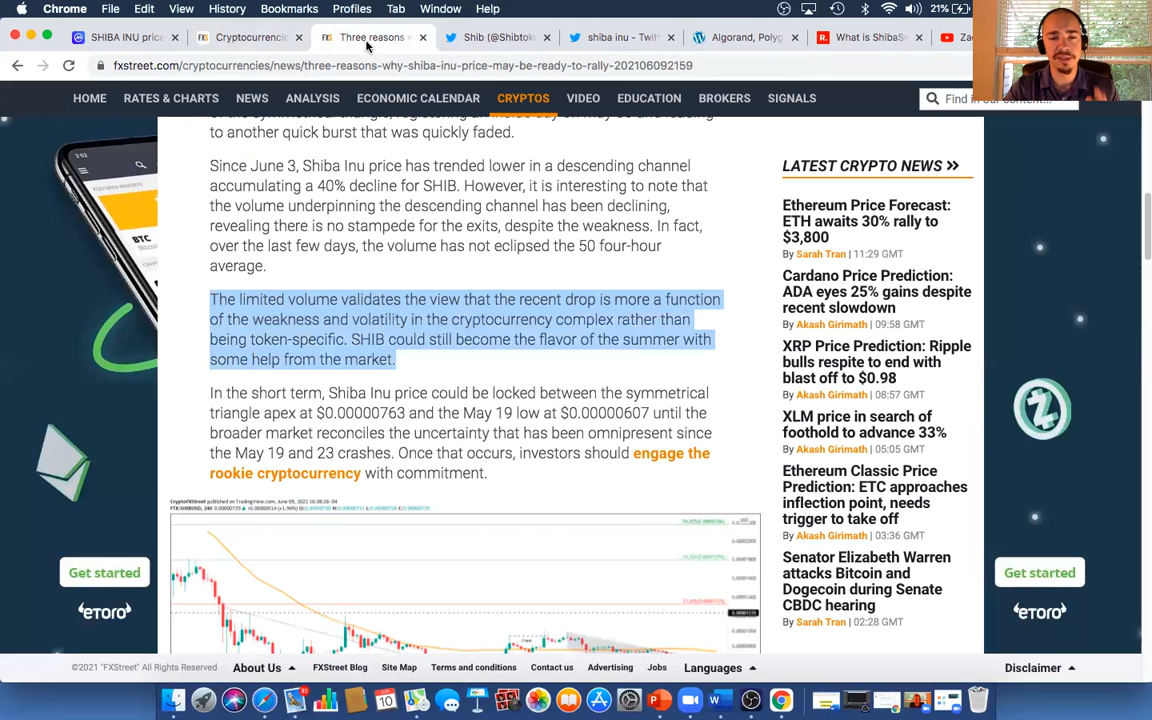 Chrome File Edit View History Bookmarks Profiles Tab Window Help 21%
SHIBA INU price Cryptocurrencie Three reasons w Shib (@Shibtok shiba inu - Twitt Algorand, Polyg What is ShibaSw Zac
fxstreet.com/cryptocurrencies/news/three-reasons-why-shiba-inu-price-may-be-ready-to-rally-202106092159
HOME RATES & CHARTS NEWS ANALYSIS ECONOMIC CALENDAR CRYPTOS VIDEO EDUCATION BROKERS SIGNALS Find in our content...
to another quick burst that was quickly faded.
Since June 3, Shiba Inu price has trended lower in a descending channel
accumulating a 40% decline for SHIB. However, it is interesting to note that
the volume underpinning the descending channel has been declining,
revealing there is no stampede for the exits, despite the weakness. In fact,
over the last few days, the volume has not eclipsed the 50 four-hour
average.
The limited volume validates the view that the recent drop is more a function
of the weakness and volatility in the cryptocurrency complex rather than
being token-specific. SHIB could still become the flavor of the summer with
some help from the market.
In the short term, Shiba Inu price could be locked between the symmetrical
triangle apex at $0.00000763 and the May 19 low at $0.00000607 until the
broader market reconciles the uncertainty that has been omnipresent since
the May 19 and 23 crashes. Once that occurs, investors should engage the
rookie cryptocurrency with commitment.
LATEST CRYPTO NEWS >>
Ethereum Price Forecast:
ETH awaits 30% rally to
$3,800
By Sarah Tran | 11:29 GMT
Cardano Price Prediction:
ADA eyes 25% gains despite
recent slowdown
By Akash Girimath | 09:58 GMT
XRP Price Prediction: Ripple
bulls respite to end with
blast off to $0.98
By Akash Girimath | 08:57 GMT
XLM price in search of
foothold to advance 33%
By Akash Girimath | 05:05 GMT
Ethereum Classic Price
Prediction: ETC approaches
inflection point, needs
trigger to take off
By Akash Girimath | 03:36 GMT
Senator Elizabeth Warren
attacks Bitcoin and
Dogecoin during Senate
CBDC hearing
By Sarah Tran | 02:28 GMT
BTC
Get started
etoro
Get started
etoro
©2021 "FXStreet" All Rights Reserved About Us FXStreet Blog Site Map Terms and conditions Contact us Advertising Jobs Languages Disclaimer